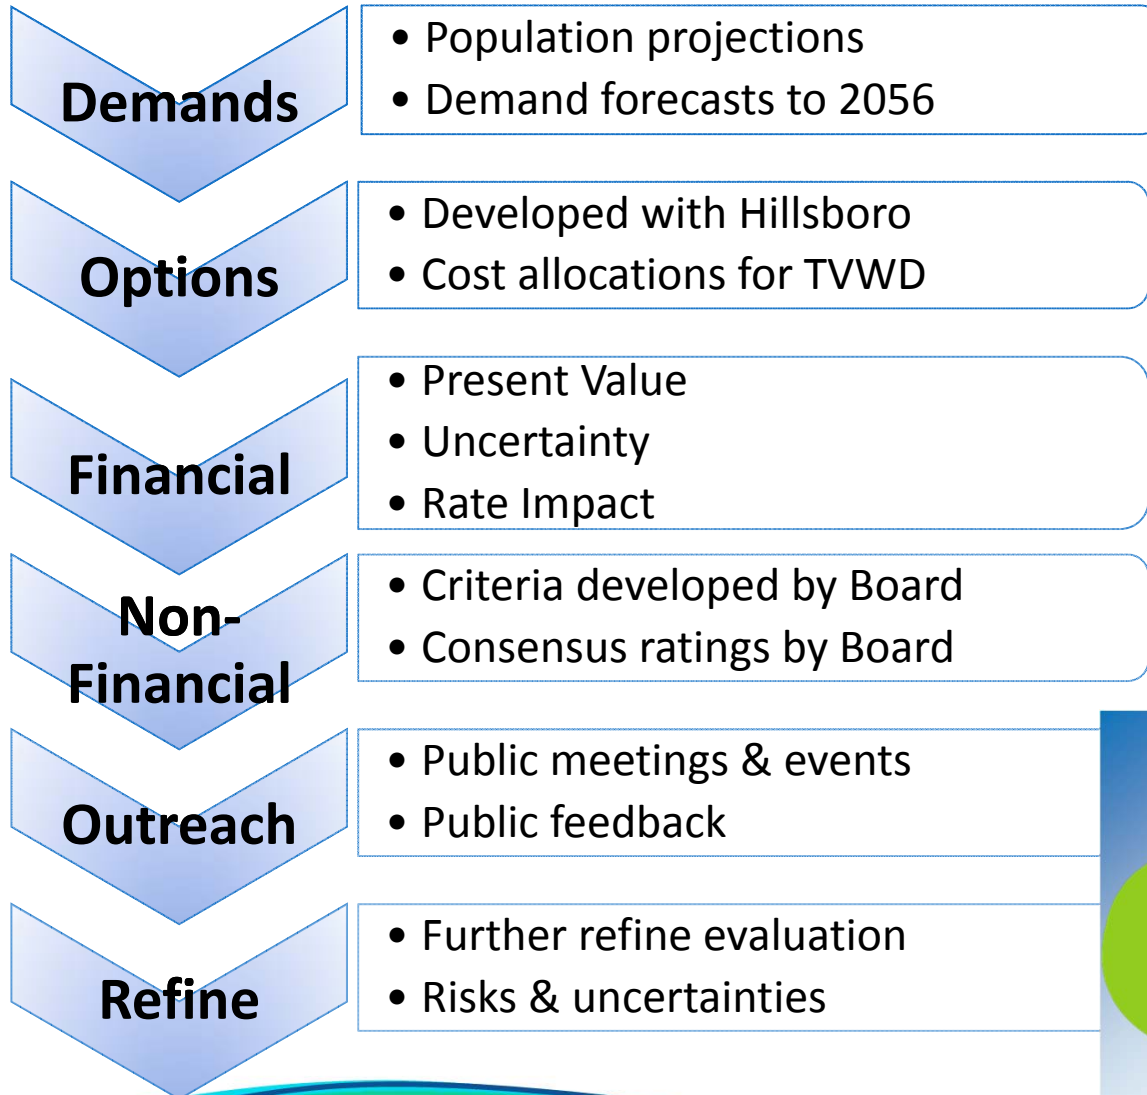 Demands
• Population projections
• Demand forecasts to 2056
Options
• Developed with Hillsboro
• Cost allocations for TVWD
Financial
• Present Value
• Uncertainty
• Rate Impact
Non-
Financial
• Criteria developed by Board
• Consensus ratings by Board
Outreach
• Public meetings & events
• Public feedback
Refine
• Further refine evaluation
• Risks & uncertainties